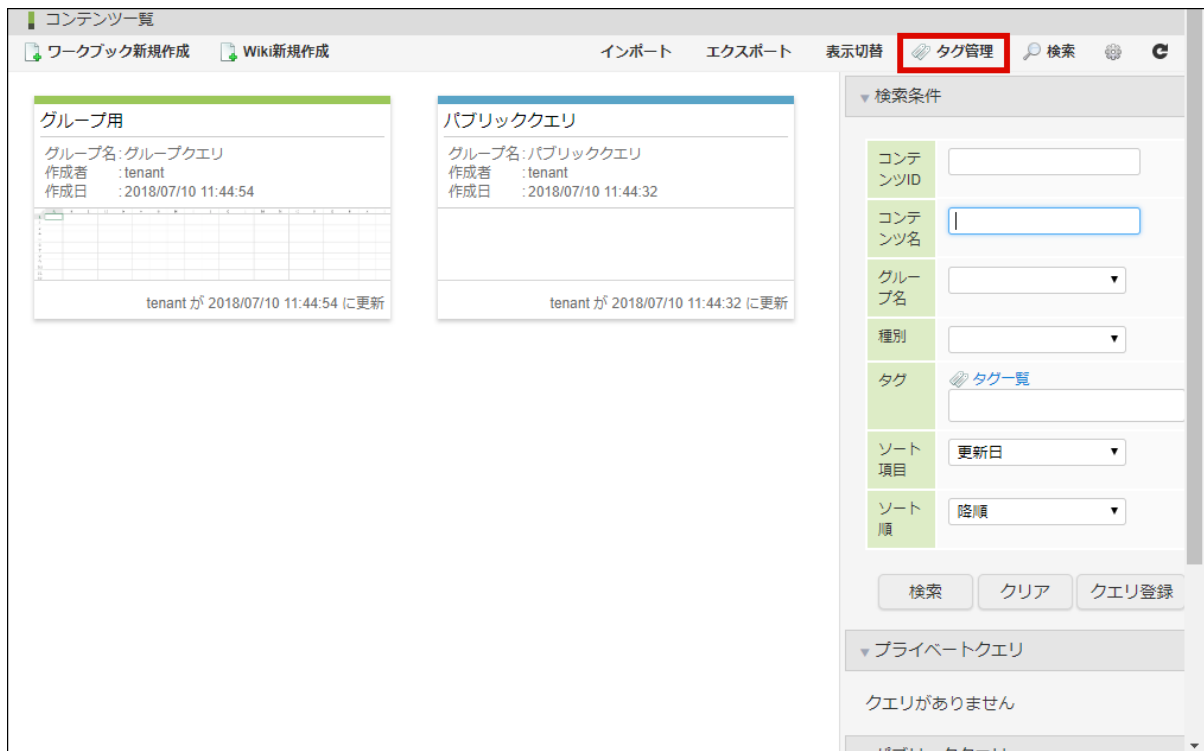 コンテンツ一覧
ワークブック新規作成 Wiki新規作成 インポート エクスポート 表示切替 タグ管理 検索
グループ用
グループ名:グループクエリ
作成者 :tenant
作成日 :2018/07/10 11:44:54
tenant が 2018/07/10 11:44:54 に更新
パブリッククエリ
グループ名:パブリッククエリ
作成者 :tenant
作成日 :2018/07/10 11:44:32
tenant が 2018/07/10 11:44:32 に更新
検索条件
コンテ
ンツID
コンテ
ンツ名
グルー
プ名
種別
タグ タグ一覧
ソート
項目
更新日
ソート
順
降順
検索 クリア クエリ登録
プライベートクエリ
クエリがありません